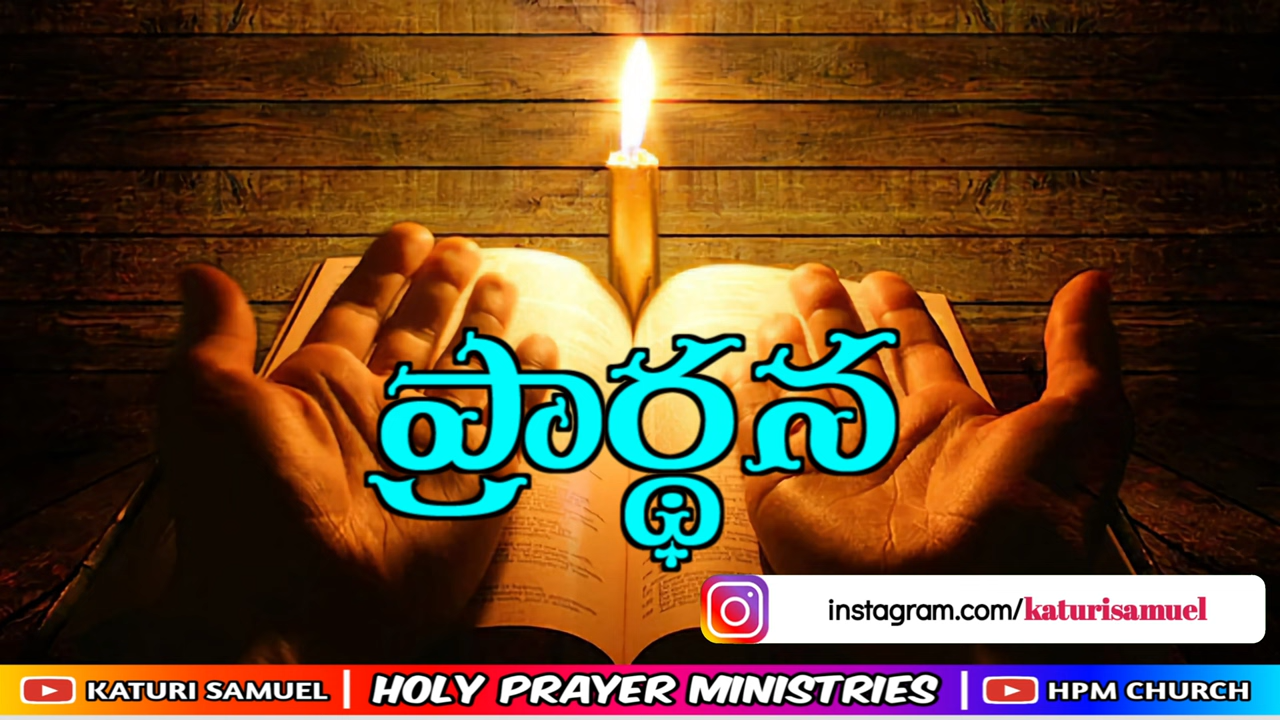 ప్రార్థన
instagram.com/katurisamuel
KATURI SAMUEL | HOLY PRAYER MINISTRIES | HPM CHURCH